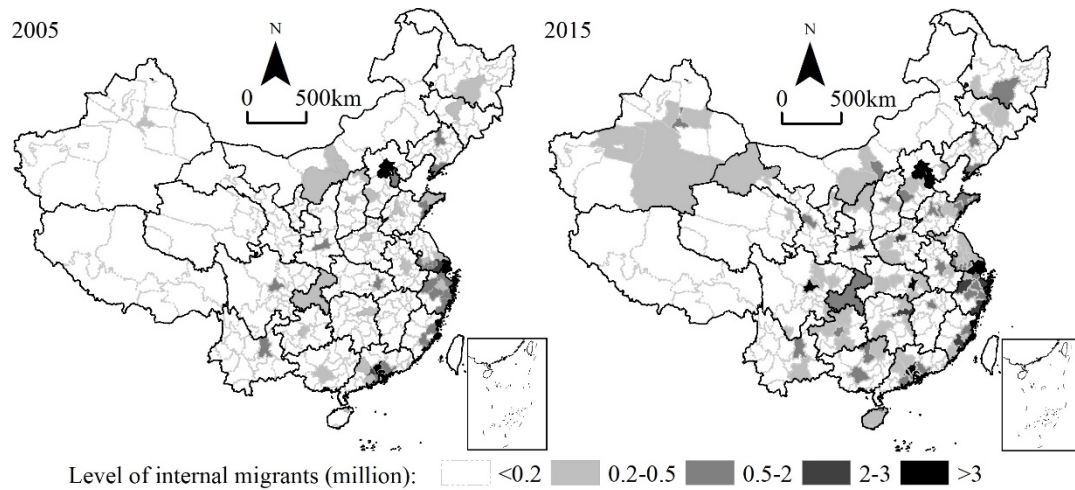 2005
N
0 500km
2015
N
0 500km
Level of internal migrants (million): <0.2 0.2-0.5 0.5-2 2-3 >3